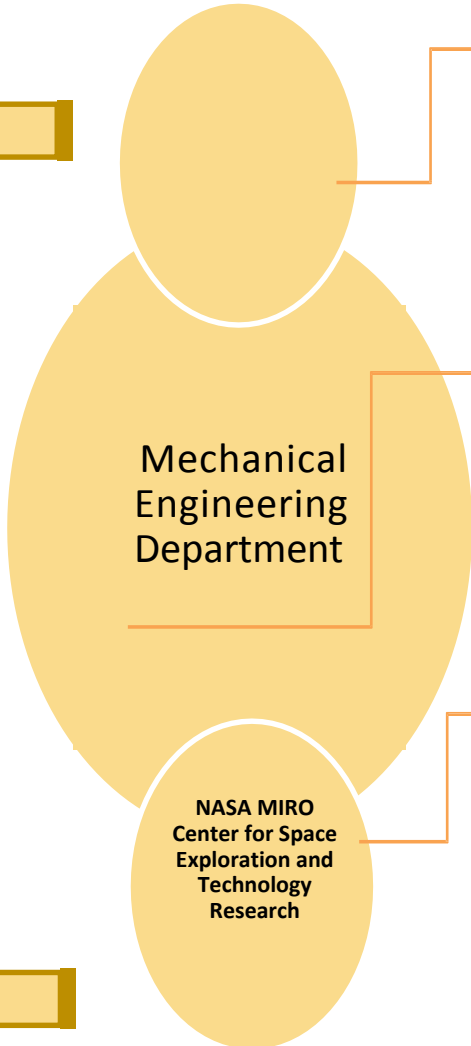 Mechanical
Engineering
Department
NASA MIRO
Center for Space
Exploration and
Technology
Research